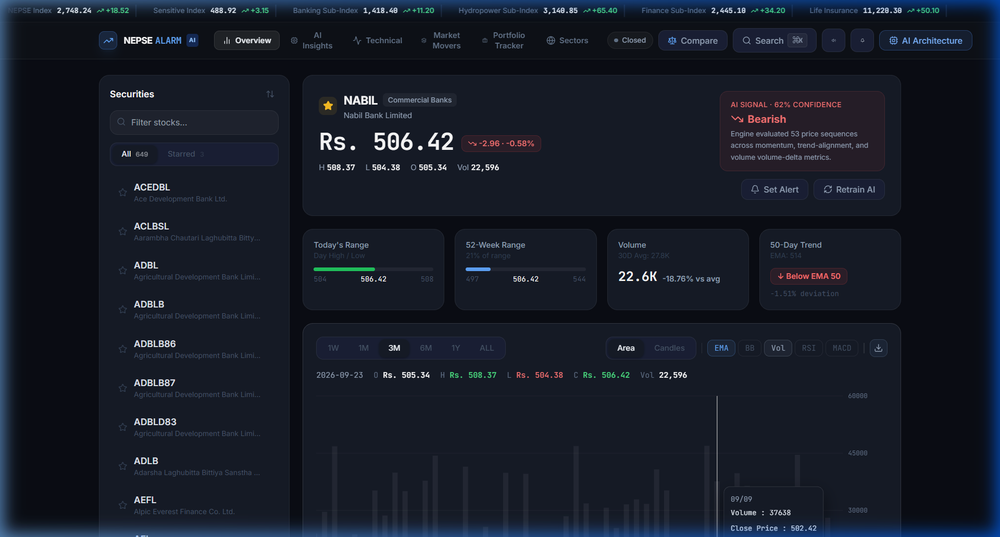 NEPSE Index 2,748.24 +18.52 Sensitive Index 488.92 +3.15 Banking Sub-Index 1,418.40 +11.20 Hydropower Sub-Index 3,140.85 +65.40 Finance Sub-Index 2,445.10 +34.20 Life Insurance 11,220.30 +50.10
NEPSE ALARM AI
Overview
AI Insights
Technical
Market Movers
Portfolio Tracker
Sectors
Closed
Compare
Search ⌘K
AI Architecture
Securities
Filter stocks...
All 649 Starred 3
ACEDBL
Ace Development Bank Ltd.
ACLBSL
Aarambha Chautari Laghubitta Bitty...
ADBL
Agricultural Development Bank Limi...
ADBLB
Agricultural Development Bank Limi...
ADBLB86
Agricultural Development Bank Limi...
ADBLB87
Agricultural Development Bank Limi...
ADBLD83
Agricultural Development Bank Limi...
ADLB
Adarsha Laghubitta Bittiya Sanstha ...
AEFL
Alpic Everest Finance Co. Ltd.
NABIL Commercial Banks
Nabil Bank Limited
Rs. 506.42 -2.96 · -0.58%
H 508.37 L 504.38 O 505.34 Vol 22,596
AI SIGNAL · 62% CONFIDENCE
Bearish
Engine evaluated 53 price sequences
across momentum, trend-alignment, and
volume volume-delta metrics.
Set Alert
Retrain AI
Today's Range
Day High / Low
504 506.42 508
52-Week Range
21% of range
497 506.42 544
Volume
30D Avg: 27.8K
22.6K -18.76% vs avg
50-Day Trend
EMA: 514
Below EMA 50
-1.51% deviation
1W 1M 3M 6M 1Y ALL
Area Candles
EMA BB Vol RSI MACD
2026-09-23 O Rs. 505.34 H Rs. 508.37 L Rs. 504.38 C Rs. 506.42 Vol 22,596
60000
45000
30000
09/09
Volume : 37638
Close Price : 502.42